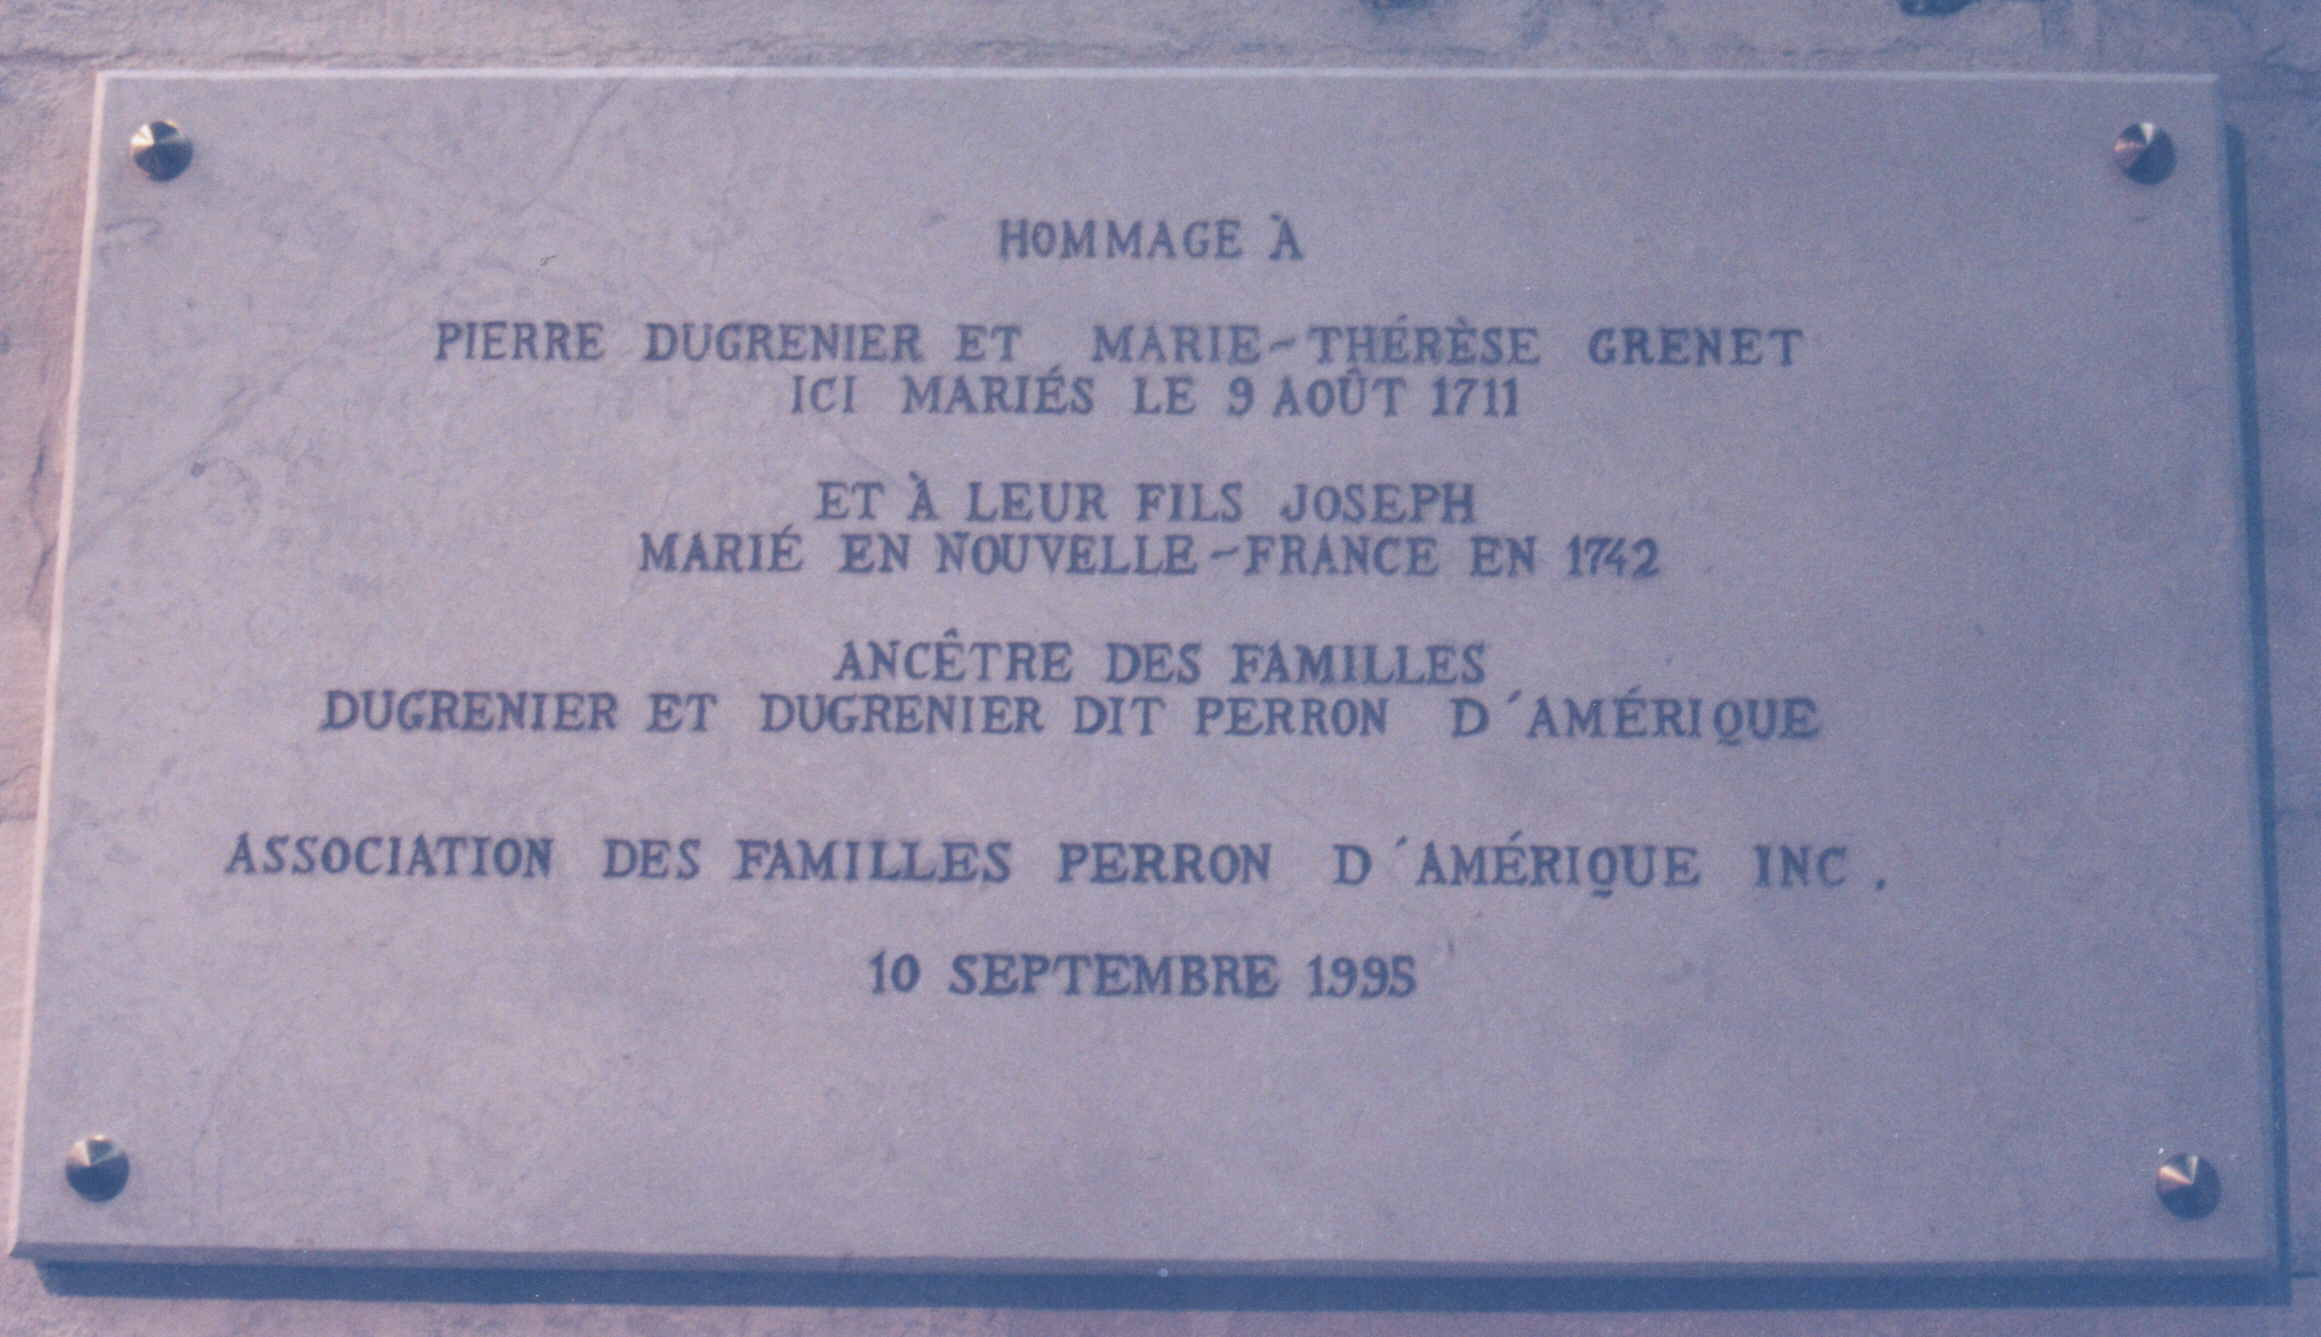 HOMMAGE À
PIERRE DUGRENIER ET MARIE-THÉRÈSE GRENET
ICI MARIÉS LE 9 AOÛT 1711
ET À LEUR FILS JOSEPH
MARIÉ EN NOUVELLE-FRANCE EN 1742
ANCÊTRE DES FAMILLES
DUGRENIER ET DUGRENIER DIT PERRON D'AMÉRIQUE
ASSOCIATION DES FAMILLES PERRON D'AMÉRIQUE INC.
10 SEPTEMBRE 1995